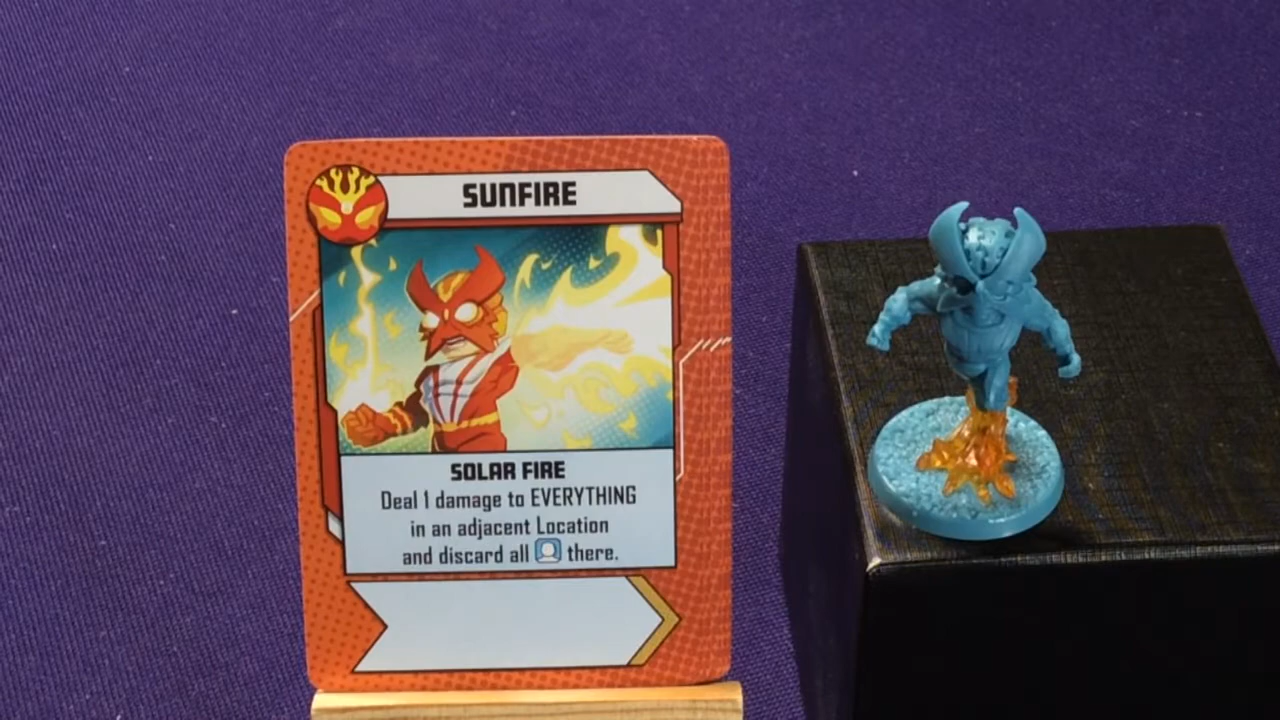 SUNFIRE
SOLAR FIRE
Deal 1 damage to EVERYTHING
in an adjacent Location
and discard all there.